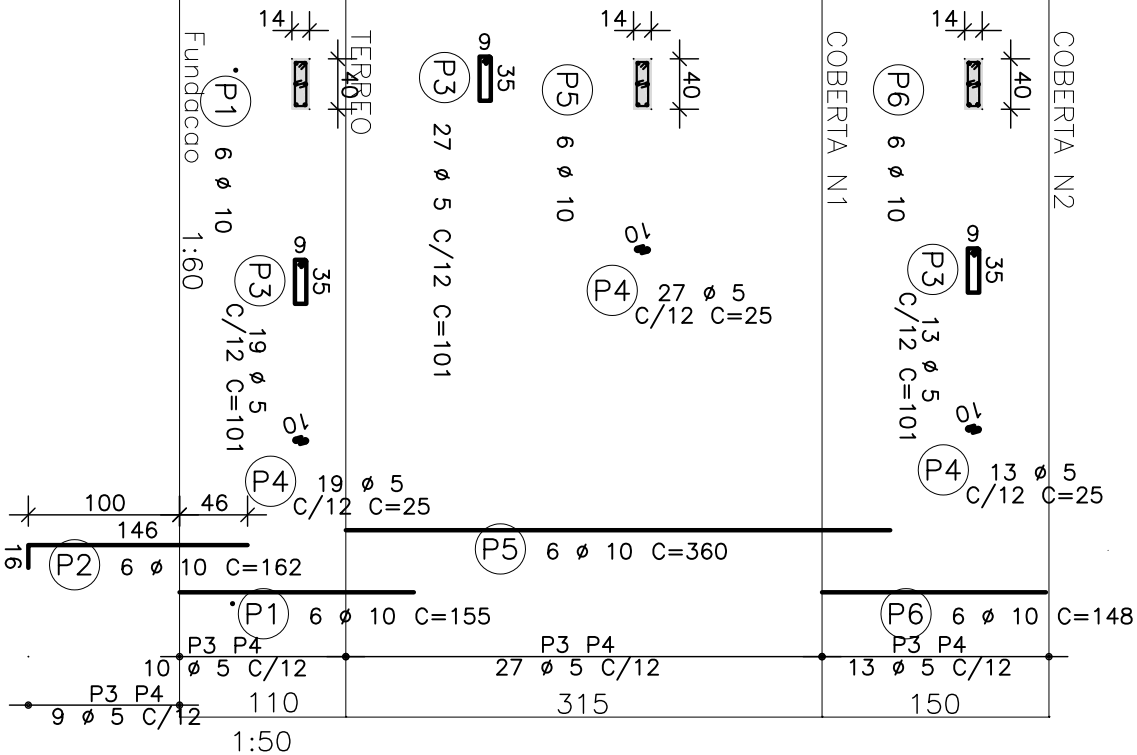 14
40
P1
6 ø 10
Fundacao
1:60
9
35
P3
19 ø 5
C/12 C=101
10
P4
19 ø 5
C/12 C=25
TERREO
9
35
P3
27 ø 5 C/12 C=101
14
40
P5
6 ø 10
10
P4
27 ø 5
C/12 C=25
COBERTA N1
14
40
P6
6 ø 10
9
35
P3
13 ø 5
C/12 C=101
10
P4
13 ø 5
C/12 C=25
COBERTA N2
100
46
146
16
P2
6 ø 10 C=162
P5
6 ø 10 C=360
P1
6 ø 10 C=155
P6
6 ø 10 C=148
P3 P4
10 ø 5 C/12
P3 P4
27 ø 5 C/12
P3 P4
13 ø 5 C/12
P3 P4
9 ø 5 C/12
110
315
150
1:50